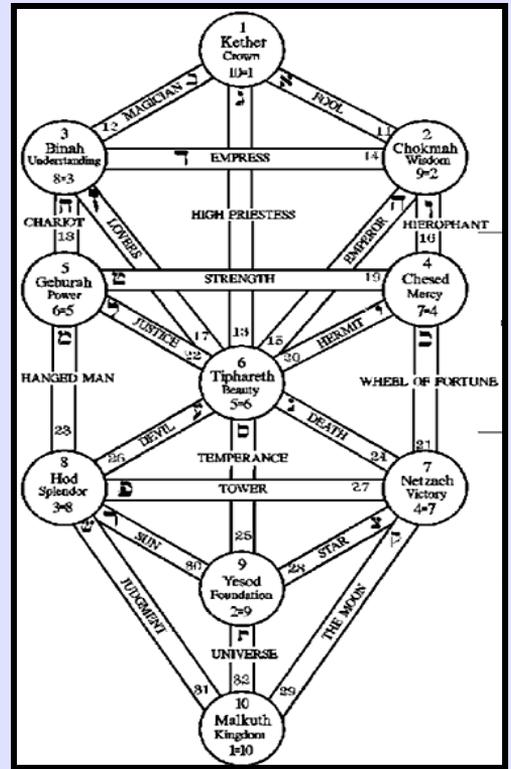 1
Kether
Crown
10=1
MAGICIAN
12
א
FOOL
11
ג
3
Binah
Understanding
8=3
ד
EMPRESS
14
2
Chokmah
Wisdom
9=2
CHARIOT
LOVERS
17
HIGH PRIESTESS
13
ה
EMPEROR
15
ו
HIEROPHANT
16
5
Geburah
Power
6=5
STRENGTH
19
4
Chesed
Mercy
7=4
JUSTICE
22
י
HERMIT
20
6
Tiphareth
Beauty
5=6
מ
HANGED MAN
23
כ
WHEEL OF FORTUNE
21
DEVIL
26
נ
DEATH
24
ס
TEMPERANCE
25
8
Hod
Splendor
3=8
פ
TOWER
27
7
Netzach
Victory
4=7
ר
SUN
30
צ
STAR
28
9
Yesod
Foundation
2=9
ש
JUDGMENT
31
ק
THE MOON
29
ת
UNIVERSE
32
10
Malkuth
Kingdom
1=10